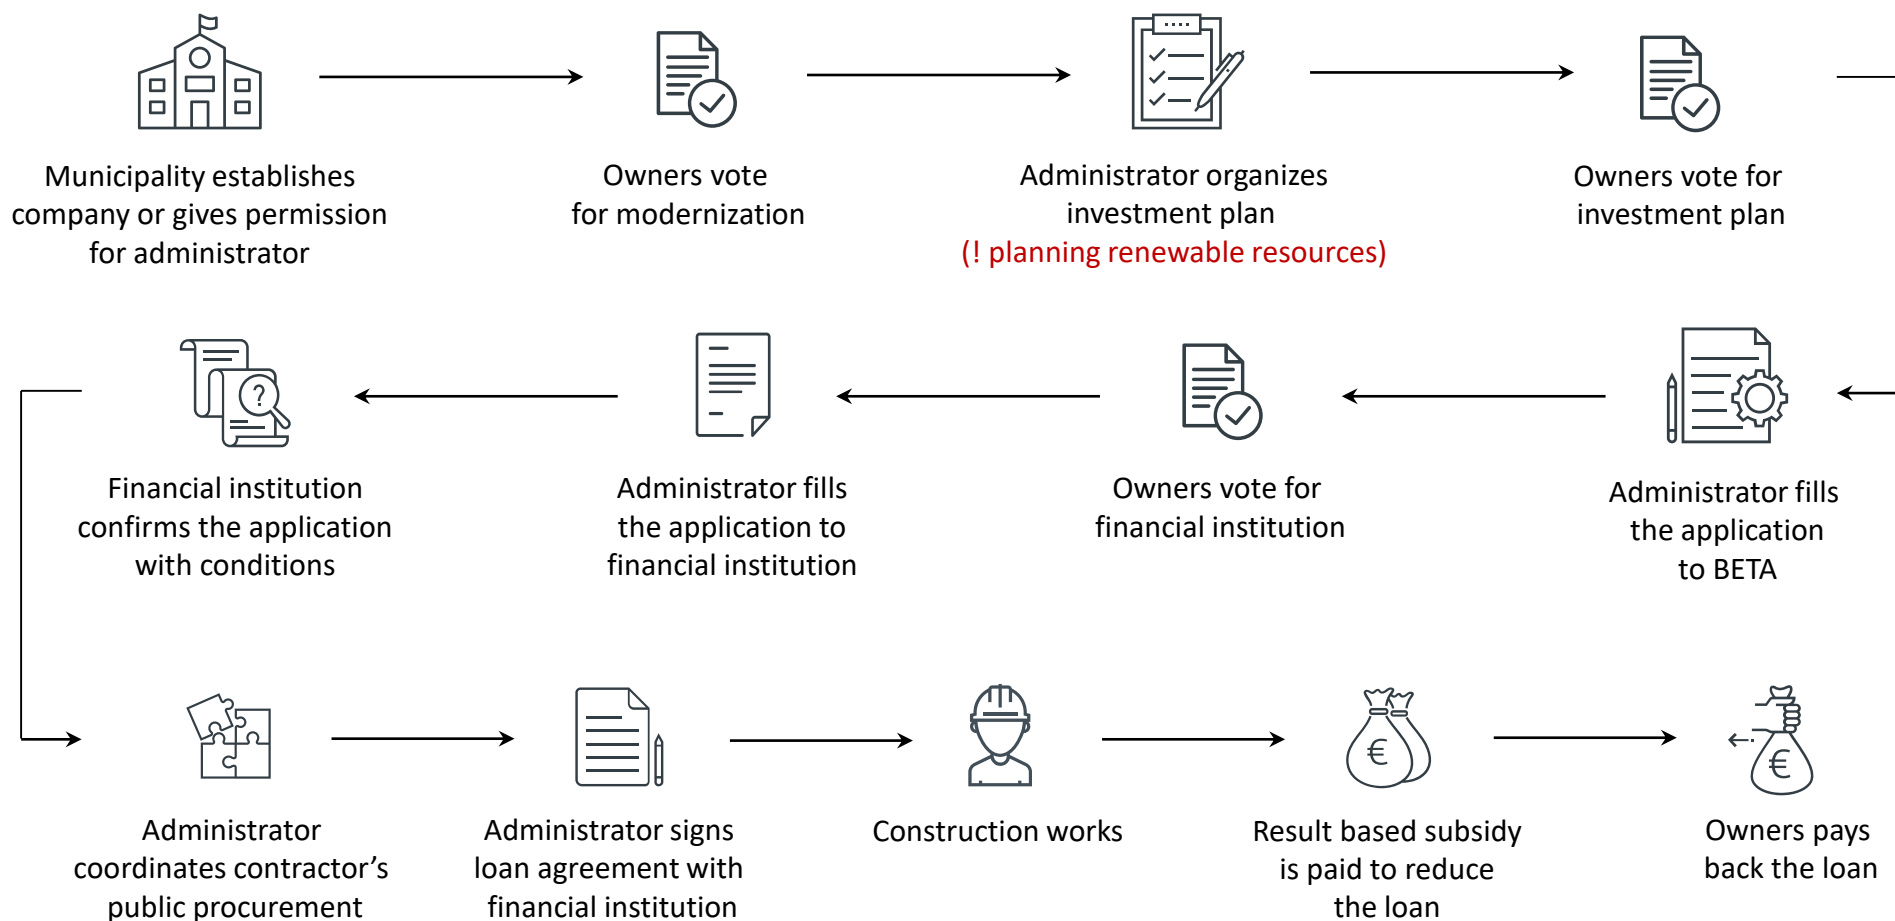 Municipality establishes
company or gives permission
for administrator
Owners vote
for modernization
Administrator organizes
investment plan
(! planning renewable resources)
Owners vote for
investment plan
?
Financial institution
confirms the application
with conditions
Administrator fills
the application to
financial institution
Owners vote for
financial institution
Administrator fills
the application
to BETA
Administrator
coordinates contractor’s
public procurement
Administrator signs
loan agreement with
financial institution
Construction works
€
Result based subsidy
is paid to reduce
the loan
€
Owners pays
back the loan